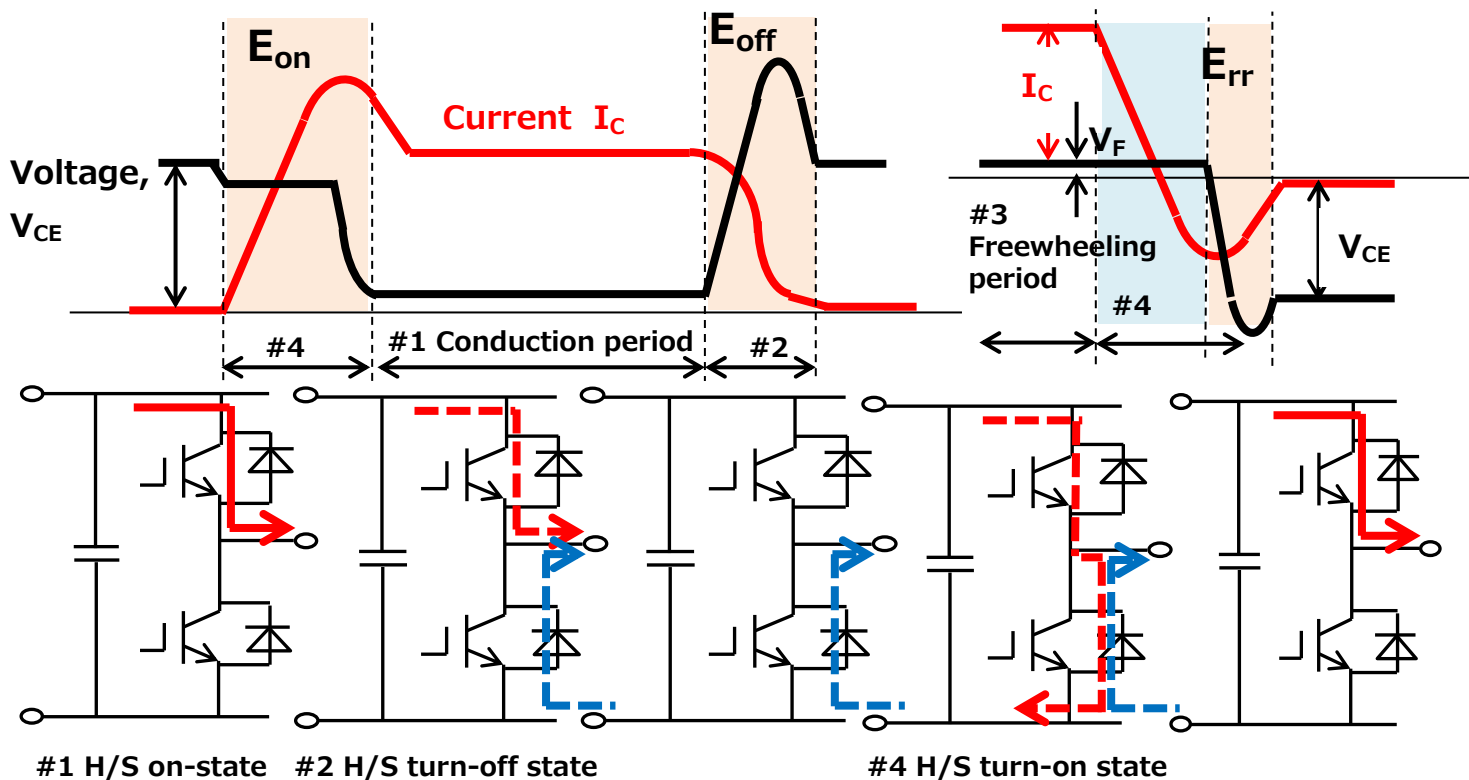 Eon
Eoff
Err
Current IC
IC
VF
Voltage,
VCE
#3
Freewheeling
period
VCE
#4
#1 Conduction period
#2
#4
#1 H/S on-state
#2 H/S turn-off state
#4 H/S turn-on state